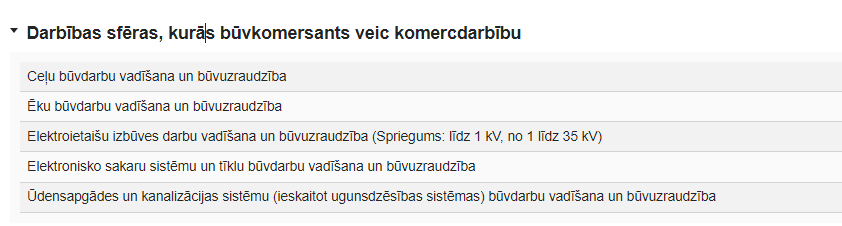 Darbības sfēras, kurās būvkomersants veic komercdarbību
Ceļu būvdarbu vadīšana un būvuzraudzība
Ēku būvdarbu vadīšana un būvuzraudzība
Elektroietaišu izbūves darbu vadīšana un būvuzraudzība (Spriegums: līdz 1 kV, no 1 līdz 35 kV)
Elektronisko sakaru sistēmu un tīklu būvdarbu vadīšana un būvuzraudzība
Ūdensapgādes un kanalizācijas sistēmu (ieskaitot ugunsdzēsības sistēmas) būvdarbu vadīšana un būvuzraudzība